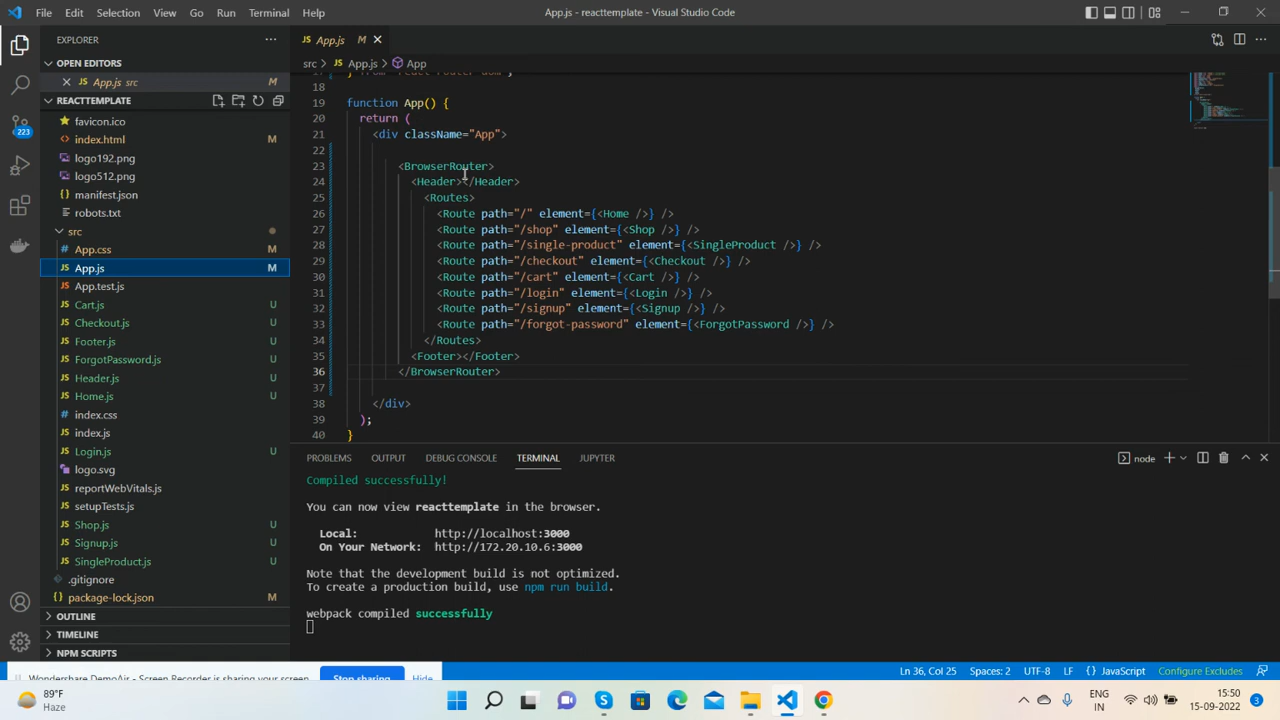 File Edit Selection View Go Run Terminal Help App.js - reacttemplate - Visual Studio Code
EXPLORER
OPEN EDITORS
App.js src M
REACTTEMPLATE
favicon.ico
index.html M
logo192.png
logo512.png
manifest.json
robots.txt
src
App.css
App.js M
App.test.js
Cart.js U
Checkout.js U
Footer.js U
ForgotPassword.js U
Header.js U
Home.js U
index.css
index.js
Login.js U
logo.svg
reportWebVitals.js
setupTests.js
Shop.js U
Signup.js U
SingleProduct.js U
.gitignore
package-lock.json M
OUTLINE
TIMELINE
NPM SCRIPTS
223
JS App.js M
src > JS App.js > App
17 } from "react-router-dom";
18
19 function App() {
20 return (
21 <div className="App">
22
23 <BrowserRouter>
24 <Header></Header>
25 <Routes>
26 <Route path="/" element={<Home />} />
27 <Route path="/shop" element={<Shop />} />
28 <Route path="/single-product" element={<SingleProduct />} />
29 <Route path="/checkout" element={<Checkout />} />
30 <Route path="/cart" element={<Cart />} />
31 <Route path="/login" element={<Login />} />
32 <Route path="/signup" element={<Signup />} />
33 <Route path="/forgot-password" element={<ForgotPassword />} />
34 </Routes>
35 <Footer></Footer>
36 </BrowserRouter>
37
38 </div>
39 );
40 }
PROBLEMS OUTPUT DEBUG CONSOLE TERMINAL JUPYTER node
Compiled successfully!
You can now view reacttemplate in the browser.
Local: http://localhost:3000
On Your Network: http://172.20.10.6:3000
Note that the development build is not optimized.
To create a production build, use npm run build.
webpack compiled successfully
Ln 36, Col 25 Spaces: 2 UTF-8 LF {} JavaScript Configure Excludes
Wondershare DemoAir - Screen Recorder is sharing your screen. Stop sharing Hide
89°F
Haze
ENG
IN
15:50
15-09-2022
3